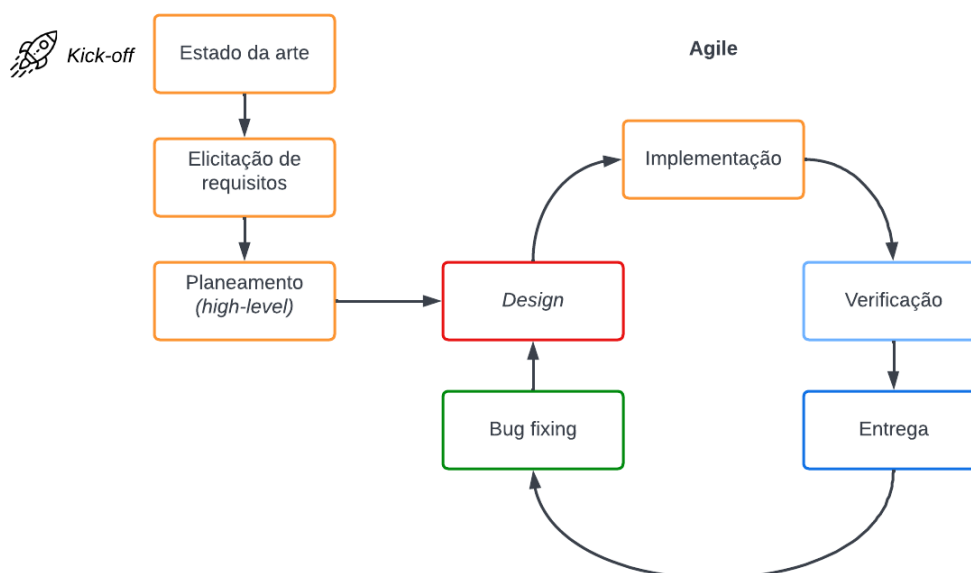 Kick-off
Estado da arte
Agile
Elicitação de
requisitos
Implementação
Planeamento
(high-level)
Design
Verificação
Bug fixing
Entrega